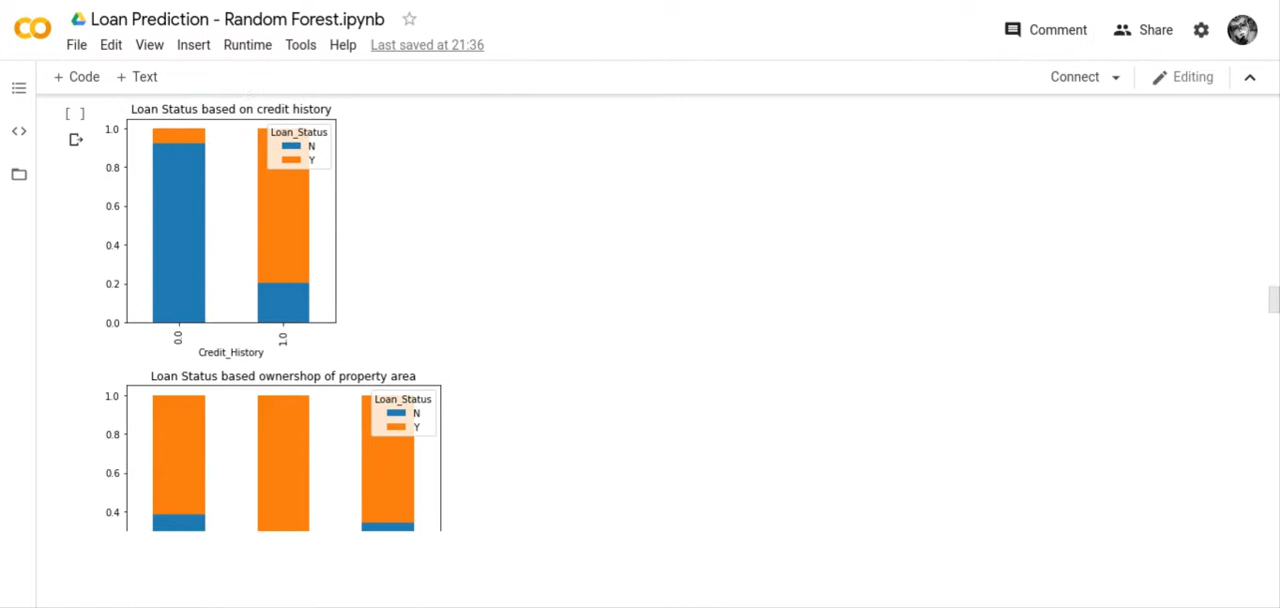 Loan Prediction - Random Forest.ipynb
File Edit View Insert Runtime Tools Help Last saved at 21:36
Comment Share
+ Code + Text
Connect Editing
[ ]
Loan Status based on credit history
1.0
0.8
0.6
0.4
0.2
0.0
Loan_Status
N
Y
0.0 1.0
Credit_History
Loan Status based ownershop of property area
1.0
0.8
0.6
0.4
Loan_Status
N
Y